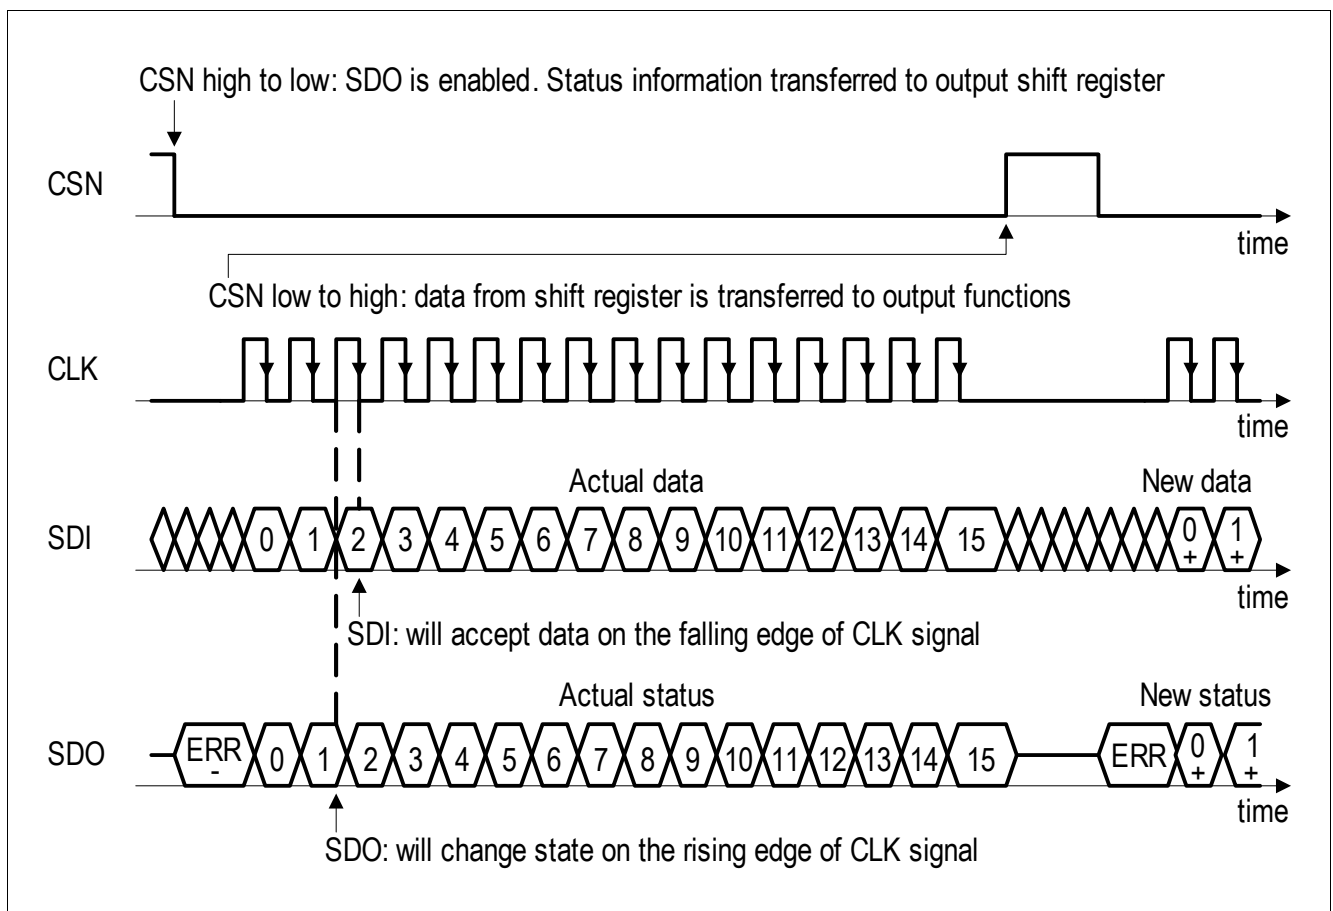 CSN high to low: SDO is enabled. Status information transferred to output shift register
CSN
time
CSN low to high: data from shift register is transferred to output functions
CLK
time
Actual data
New data
SDI
0 1 2 3 4 5 6 7 8 9 10 11 12 13 14 15 0 1
+ +
time
SDI: will accept data on the falling edge of CLK signal
Actual status
New status
SDO
ERR 0 1 2 3 4 5 6 7 8 9 10 11 12 13 14 15 ERR 0 1
- + +
time
SDO: will change state on the rising edge of CLK signal